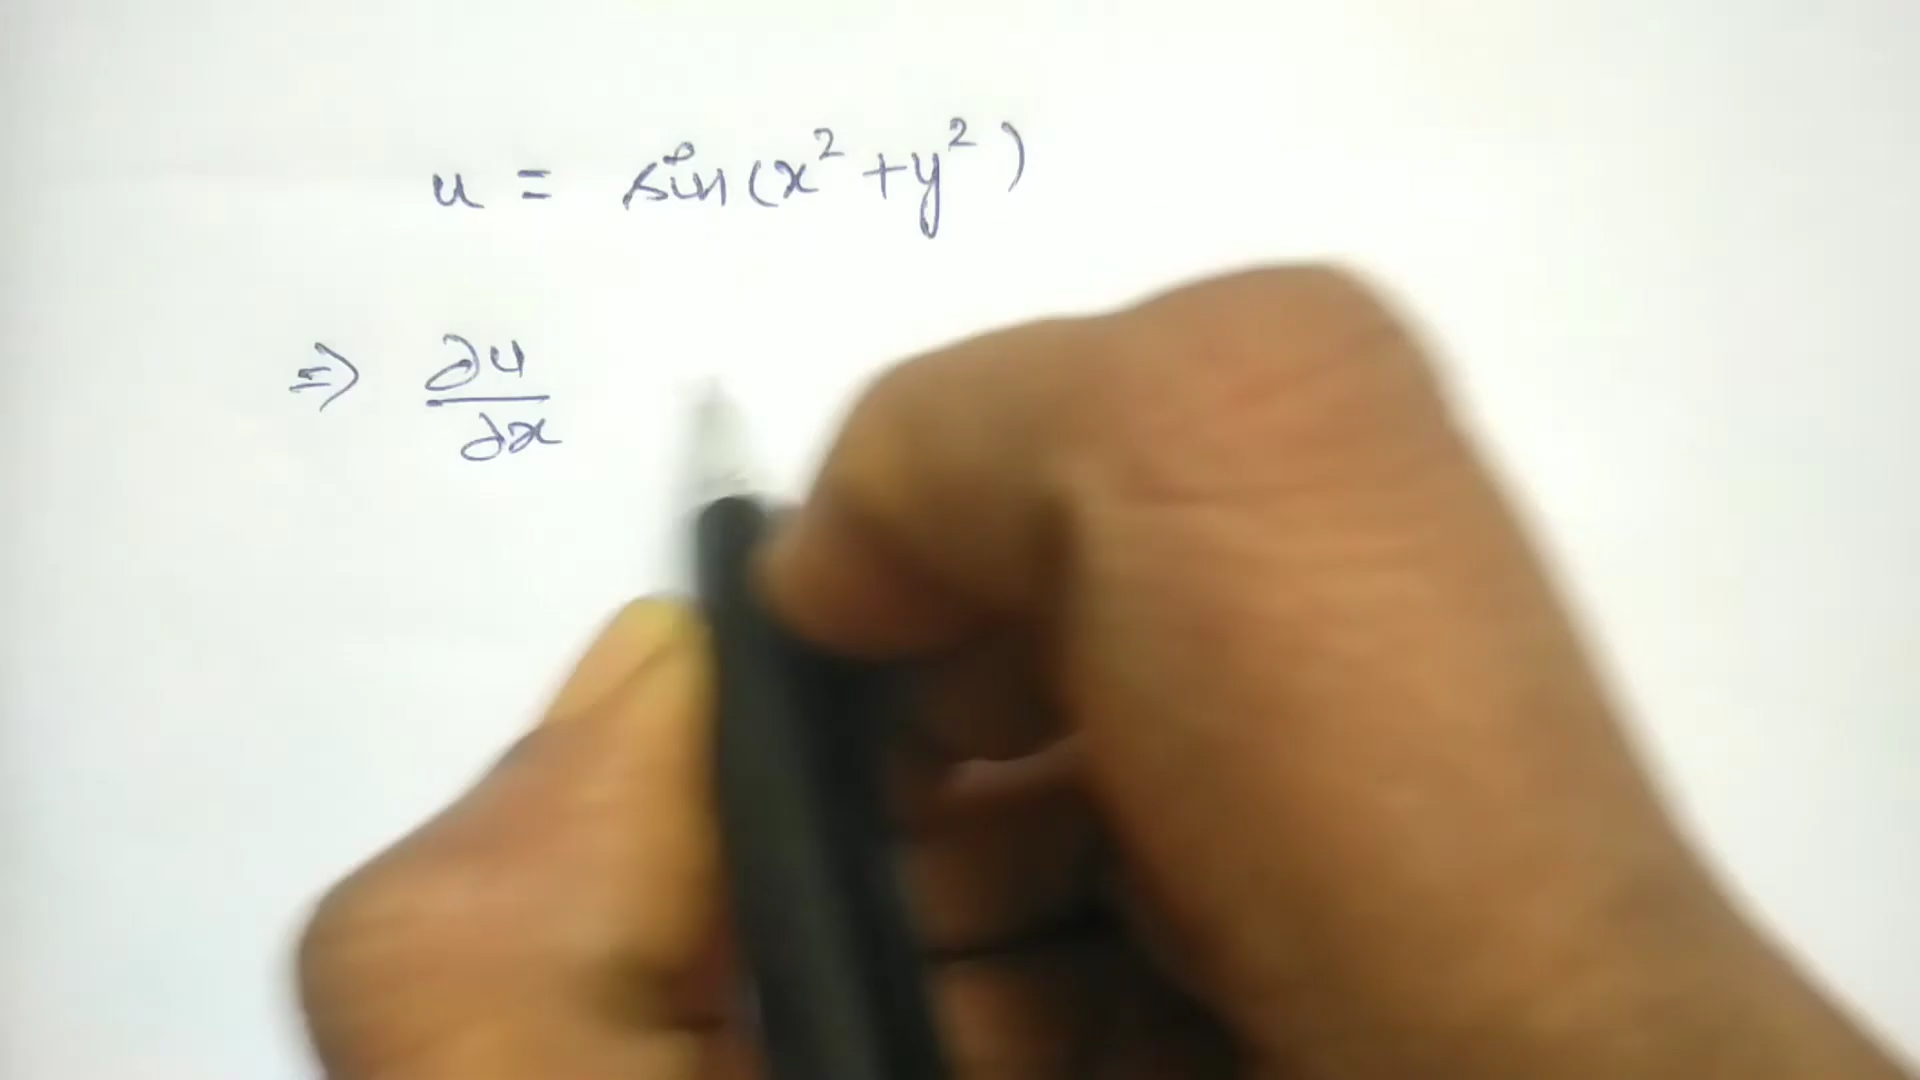 u = sin(x² + y²)
⇒ ∂u/∂x